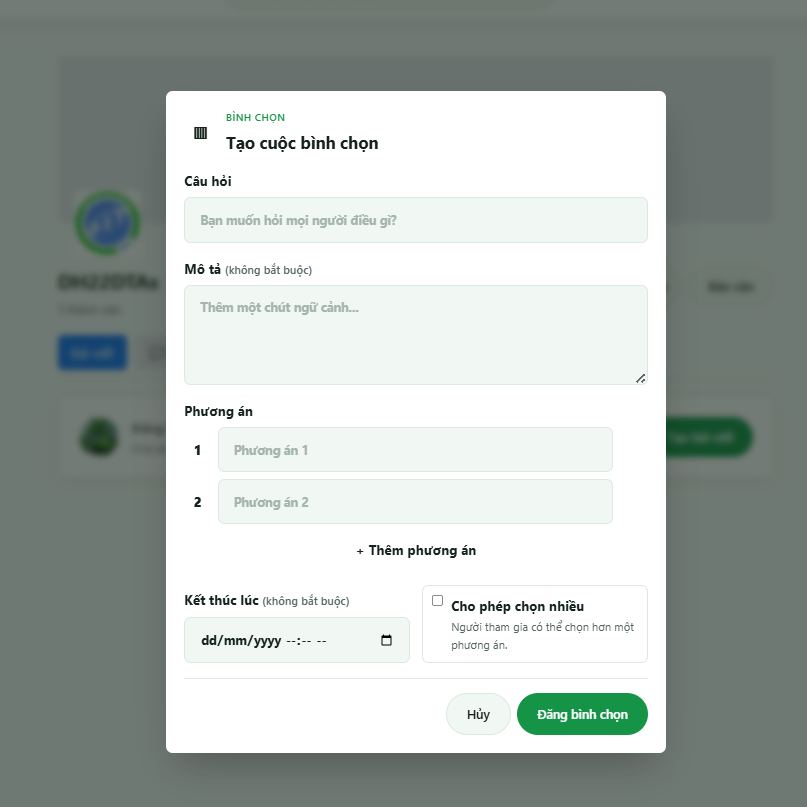 BÌNH CHỌN
Tạo cuộc bình chọn
Câu hỏi
Bạn muốn hỏi mọi người điều gì?
Mô tả (không bắt buộc)
Thêm một chút ngữ cảnh...
Phương án
1 Phương án 1
2 Phương án 2
+ Thêm phương án
Kết thúc lúc (không bắt buộc)
dd/mm/yyyy --:-- --
Cho phép chọn nhiều
Người tham gia có thể chọn hơn một
phương án.
Hủy
Đăng bình chọn